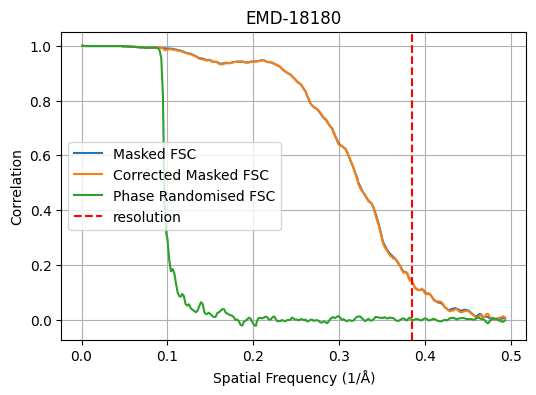 EMD-18180
Correlation
1.0
0.8
0.6
0.4
0.2
0.0
Masked FSC
Corrected Masked FSC
Phase Randomised FSC
resolution
0.0 0.1 0.2 0.3 0.4 0.5
Spatial Frequency (1/Å)